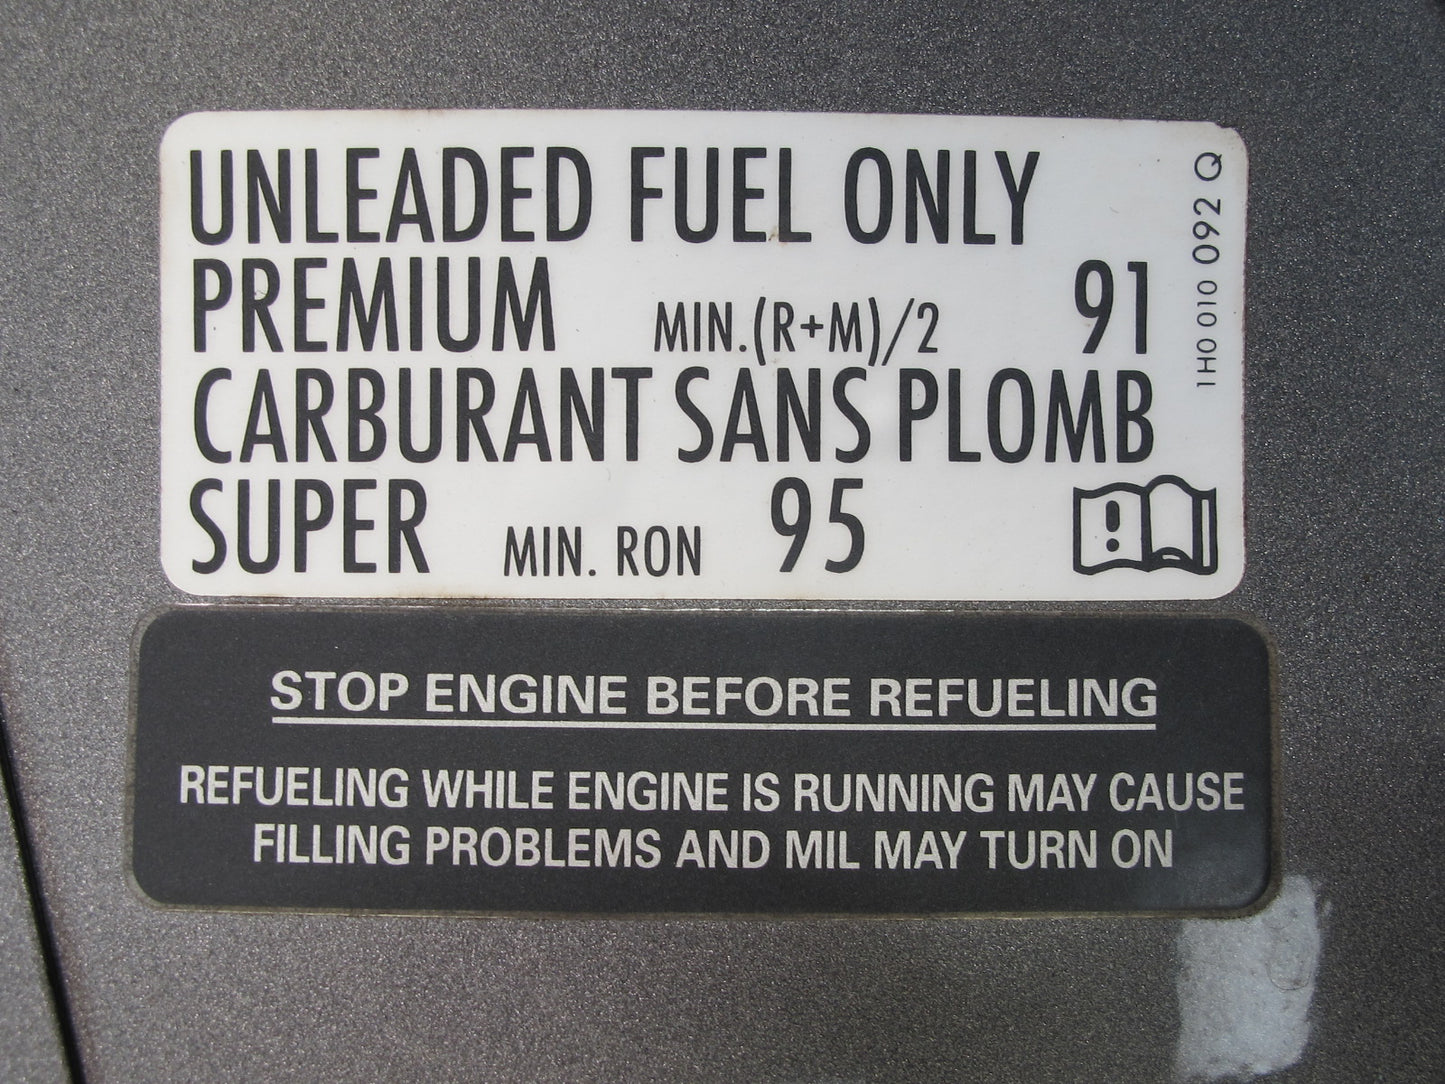 UNLEADED FUEL ONLY
PREMIUM MIN.(R+M)/2 91
CARBURANT SANS PLOMB
SUPER MIN. RON 95
1H0 010 092 Q
STOP ENGINE BEFORE REFUELING
REFUELING WHILE ENGINE IS RUNNING MAY CAUSE
FILLING PROBLEMS AND MIL MAY TURN ON